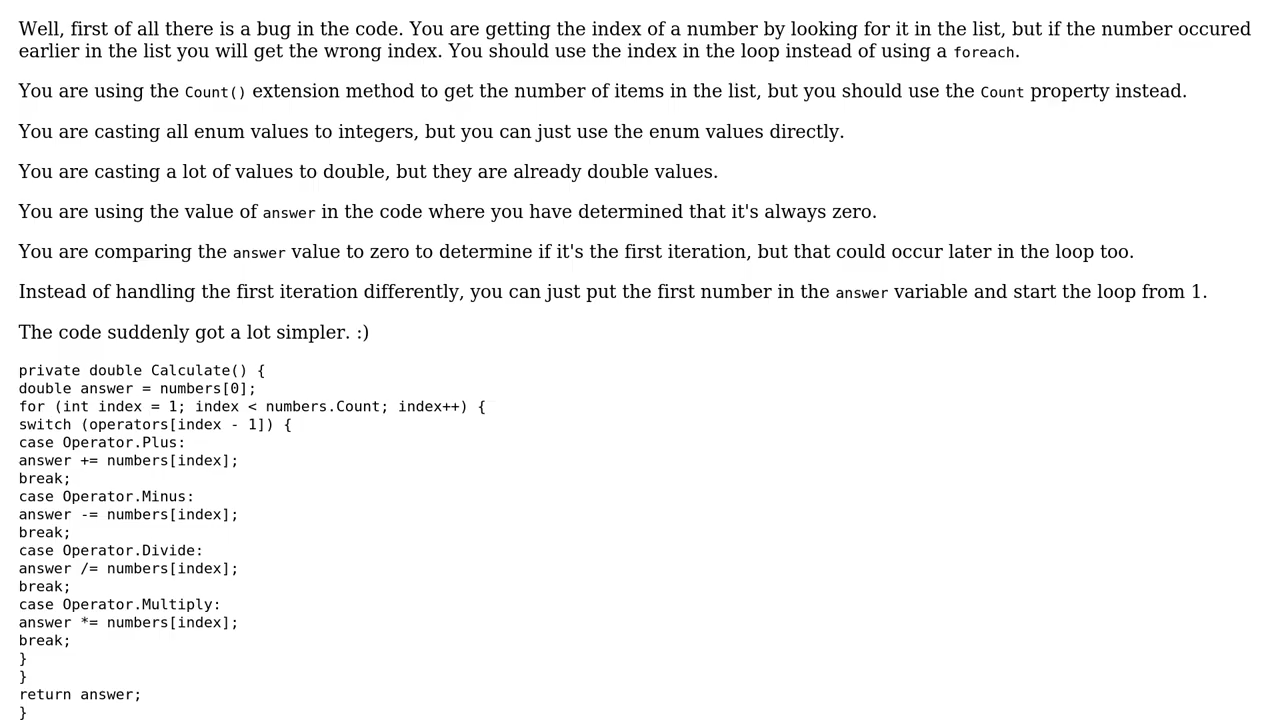 Well, first of all there is a bug in the code. You are getting the index of a number by looking for it in the list, but if the number occured
earlier in the list you will get the wrong index. You should use the index in the loop instead of using a foreach.
You are using the Count() extension method to get the number of items in the list, but you should use the Count property instead.
You are casting all enum values to integers, but you can just use the enum values directly.
You are casting a lot of values to double, but they are already double values.
You are using the value of answer in the code where you have determined that it's always zero.
You are comparing the answer value to zero to determine if it's the first iteration, but that could occur later in the loop too.
Instead of handling the first iteration differently, you can just put the first number in the answer variable and start the loop from 1.
The code suddenly got a lot simpler. :)
private double Calculate() {
double answer = numbers[0];
for (int index = 1; index < numbers.Count; index++) {
switch (operators[index - 1]) {
case Operator.Plus:
answer += numbers[index];
break;
case Operator.Minus:
answer -= numbers[index];
break;
case Operator.Divide:
answer /= numbers[index];
break;
case Operator.Multiply:
answer *= numbers[index];
break;
}
}
return answer;
}